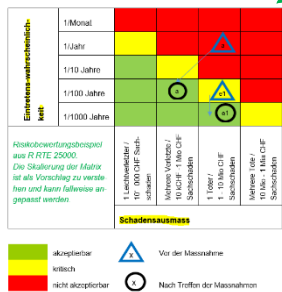 Eintretens-wahrscheinlich-
keit
1/Monat
1/Jahr
1/10 Jahre
1/100 Jahre
1/1000 Jahre
x
a
c1
a1
Risikobewertungsbeispiel
aus R RTE 25000.
Die Skalierung der Matrix
ist als Vorschlag zu verste-
hen und kann fallweise an-
gepasst werden.
1 Leichtverletzter /
10' 000 CHF Sach-
schaden
Mehrere Verletzte /
10 KCHF - 1 Mio CHF
Sachschaden
1 Toter /
1 - 10 Mio CHF
Sachschaden
Mehrere Tote /
10 Mio - 1 Mia CHF
Sachschaden
Schadensausmass
akzeptierbar
kritisch
nicht akzeptierbar
x
Vor der Massnahme
x
Nach Treffen der Massnahmen